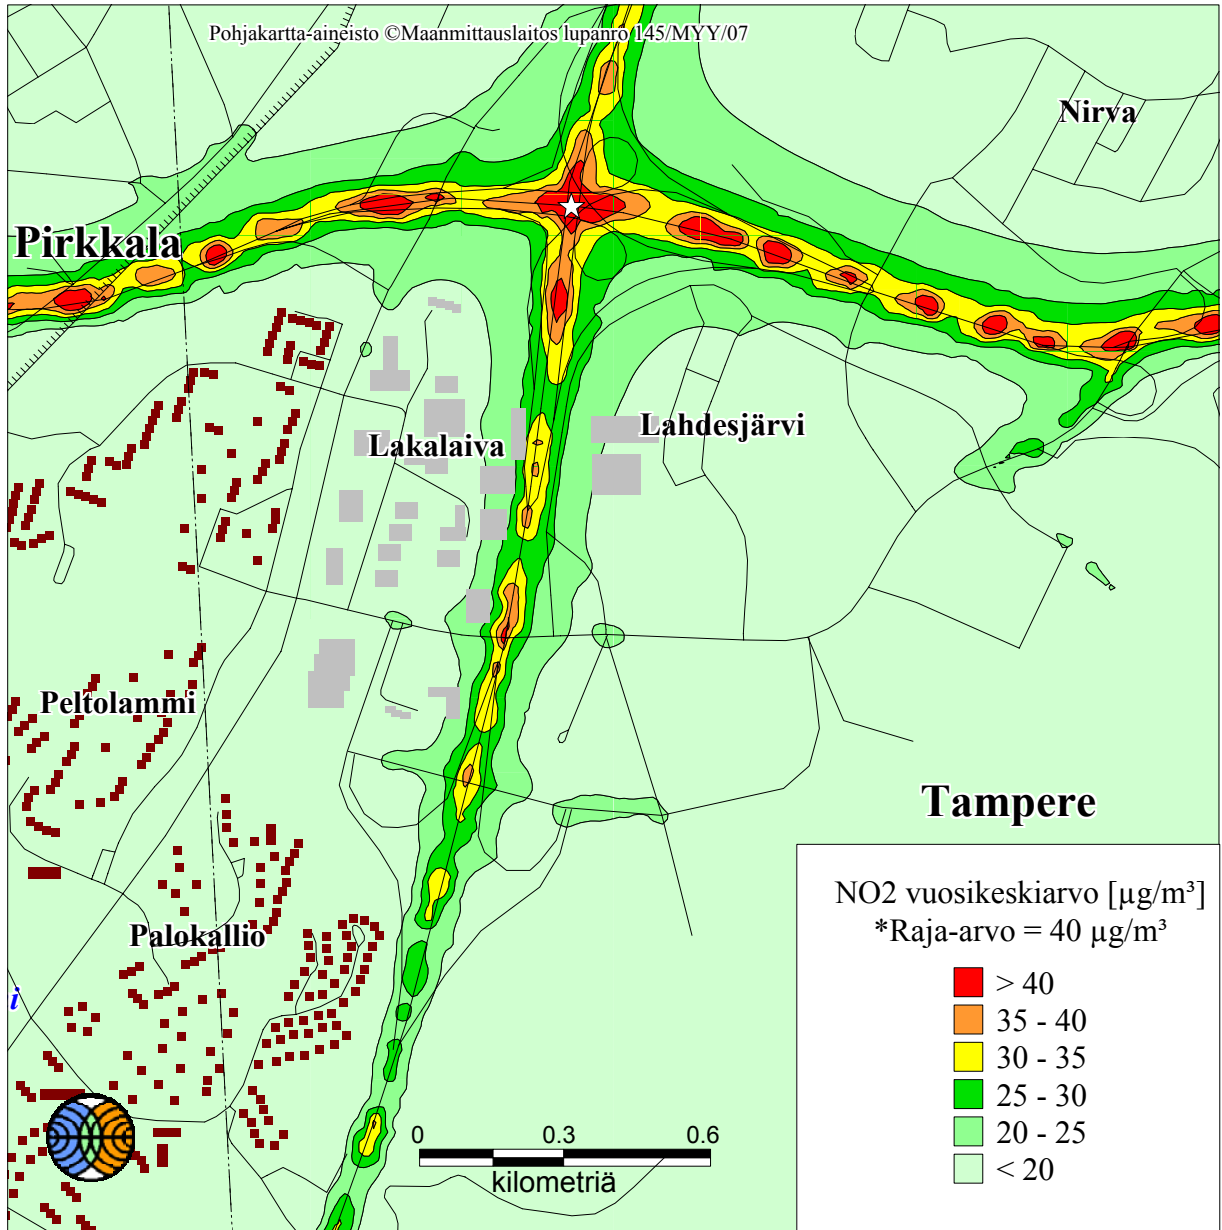 Pohjakartta-aineisto ©Maanmittauslaitos lupanro 145/MYY/07
Nirva
Pirkkala
Lahdesjärvi
Lakalaiva
Peltolammi
Tampere
Palokallio
i
NO2 vuosikeskiarvo [µg/m³]
*Raja-arvo = 40 µg/m³
> 40
35 - 40
30 - 35
25 - 30
20 - 25
< 20
0 0.3 0.6
kilometriä